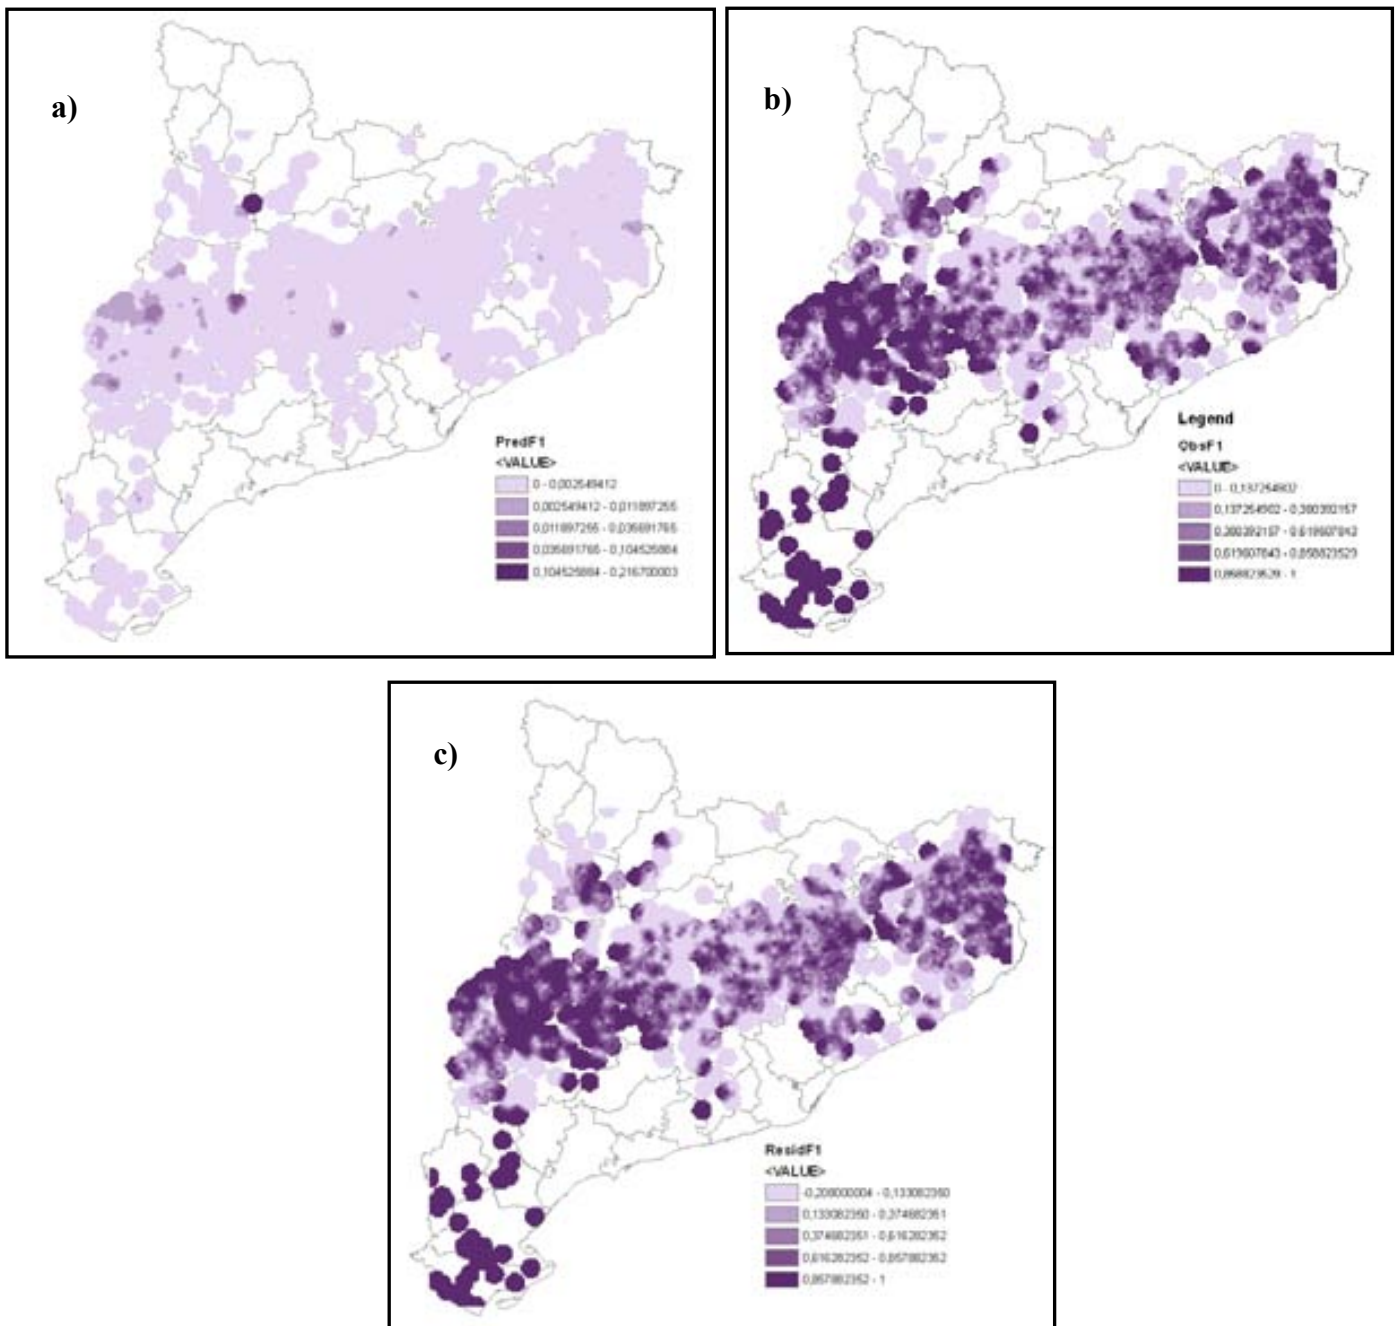 a)
PredF1
<VALUE>
0 - 0,002549412
0,002549412 - 0,011897255
0,011897255 - 0,035691765
0,035691765 - 0,104525884
0,104525884 - 0,216700003
b)
Legend
ObsF1
<VALUE>
0 - 0,137254902
0,137254902 - 0,380392157
0,380392157 - 0,619607843
0,619607843 - 0,858823529
0,858823529 - 1
c)
ResidF1
<VALUE>
-0,208000004 - 0,133082350
0,133082350 - 0,374682351
0,374682351 - 0,616282352
0,616282352 - 0,857882352
0,857882352 - 1